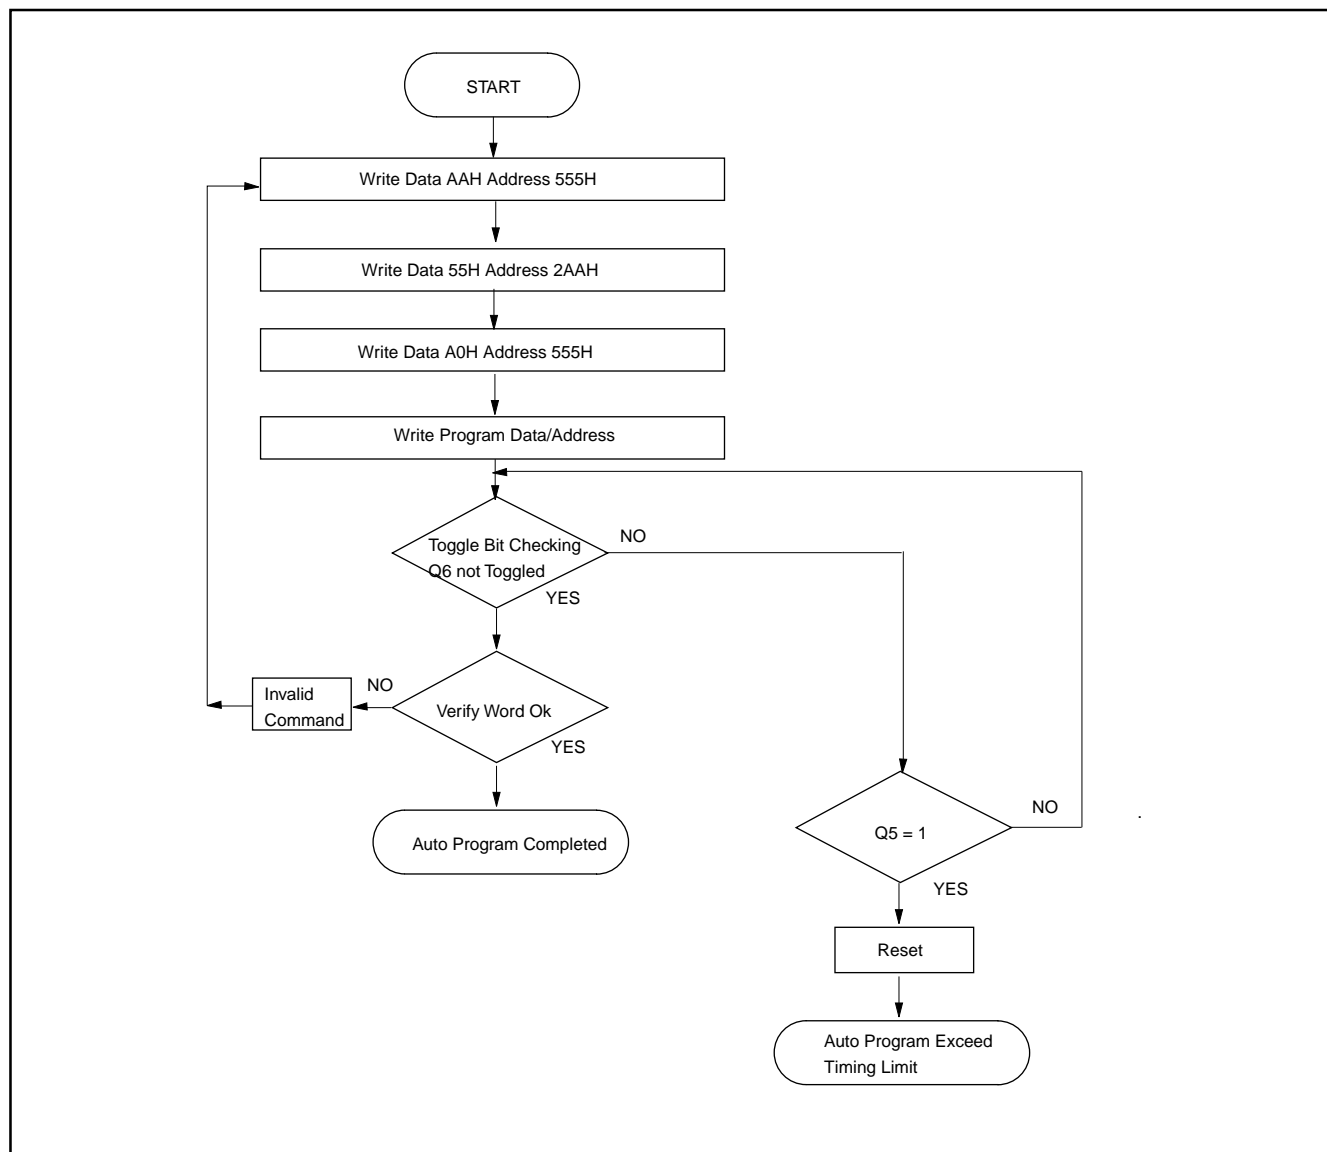 START
Write Data AAH Address 555H
Write Data 55H Address 2AAH
Write Data A0H Address 555H
Write Program Data/Address
Toggle Bit Checking
Q6 not Toggled
NO
YES
Invalid
Command
NO
Verify Word Ok
YES
Auto Program Completed
Q5 = 1
NO
YES
Reset
Auto Program Exceed
Timing Limit